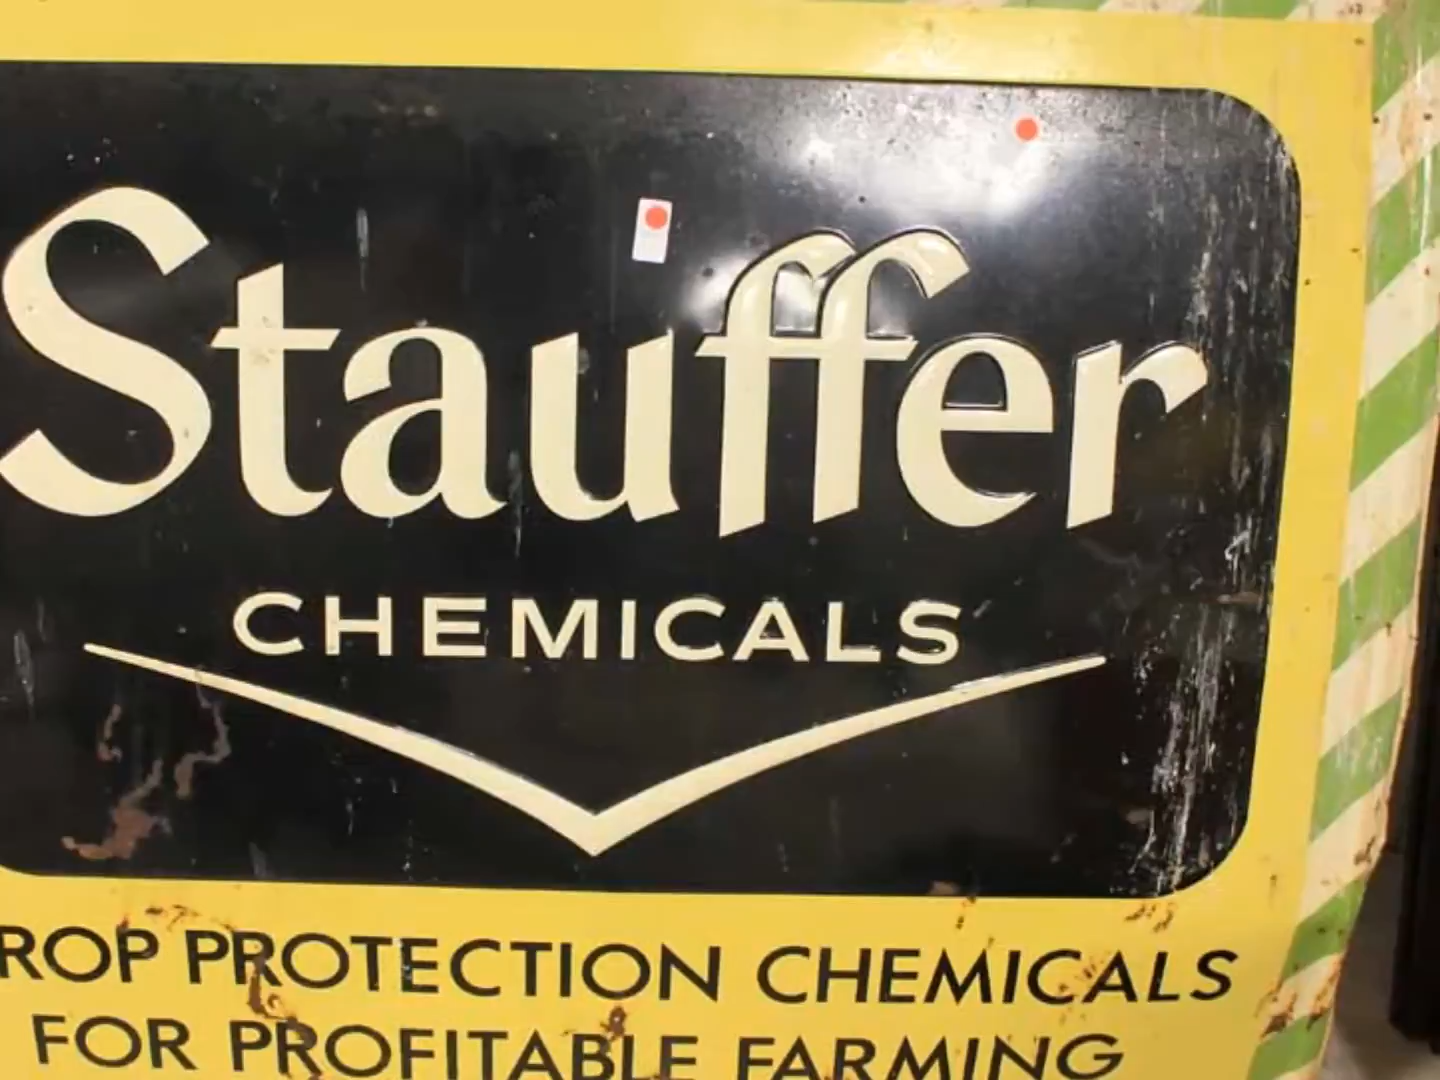 Stauffer
CHEMICALS
ROP PROTECTION CHEMICALS
FOR PROFITABLE FARMING